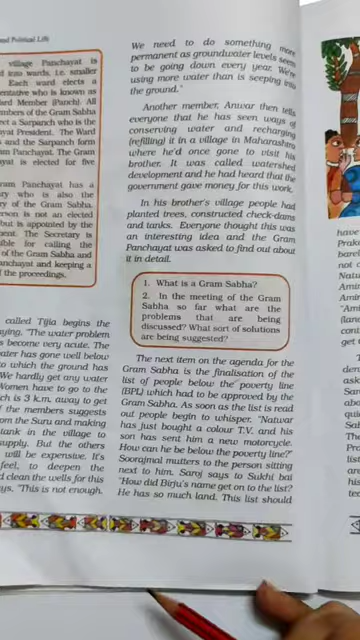 and Political Life
village Panchayat is
d into wards, i.e. smaller
Each ward elects a
entative who is known as
ard Member (Panch). All
mbers of the Gram Sabha
ct a Sarpanch who is the
yat President. The Ward
and the Sarpanch form
am Panchayat. The Gram
ayat is elected for five
ram Panchayat has a
ry who is also the
ry of the Gram Sabha.
erson is not an elected
but is appointed by the
ment. The Secretary is
sible for calling the
of the Gram Sabha and
anchayat and keeping a
of the proceedings.
called Tijia begins the
ying, "The water problem
s become very acute. The
ater has gone well below
to which the ground has
We hardly get any water
Women have to go to the
ch is 3 k.m. away to get
f the members suggests
rom the Suru and making
tank in the village to
supply. But the others
will be expensive. It's
feel, to deepen the
d clean the wells for this
ys, "This is not enough.
We need to do something more
permanent as groundwater levels seem
to be going down every year. We're
using more water than is seeping into
the ground."
Another member, Anwar then tells
everyone that he has seen ways of
conserving water and recharging
(refilling) it in a village in Maharashtra
where he'd once gone to visit his
brother. It was called watershed
development and he had heard that the
government gave money for this work.
In his brother's village people had
planted trees, constructed check-dams
and tanks. Everyone thought this was
an interesting idea and the Gram
Panchayat was asked to find out about
it in detail.
1. What is a Gram Sabha?
2. In the meeting of the Gram
Sabha so far what are the
problems that are being
discussed? What sort of solutions
are being suggested?
The next item on the agenda for the
Gram Sabha is the finalisation of the
list of people below the poverty line
(BPL) which had to be approved by the
Gram Sabha. As soon as the list is read
out people begin to whisper. "Natwar
has just bought a colour T.V. and his
son has sent him a new motorcycle.
How can he be below the poverty line?"
Soorajmal mutters to the person sitting
next to him. Saroj says to Sukhi bai
"How did Birju's name get on to the list?
He has so much land. This list should